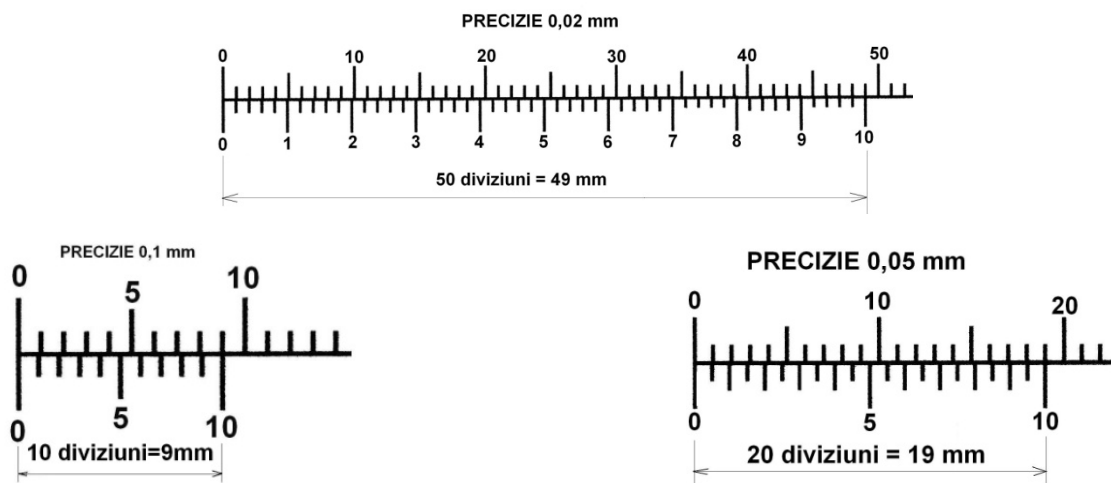 PRECIZIE 0,02 mm
0 10 20 30 40 50
0 1 2 3 4 5 6 7 8 9 10
50 diviziuni = 49 mm
PRECIZIE 0,1 mm
0 5 10
0 5 10
10 diviziuni=9mm
PRECIZIE 0,05 mm
0 10 20
0 5 10
20 diviziuni = 19 mm